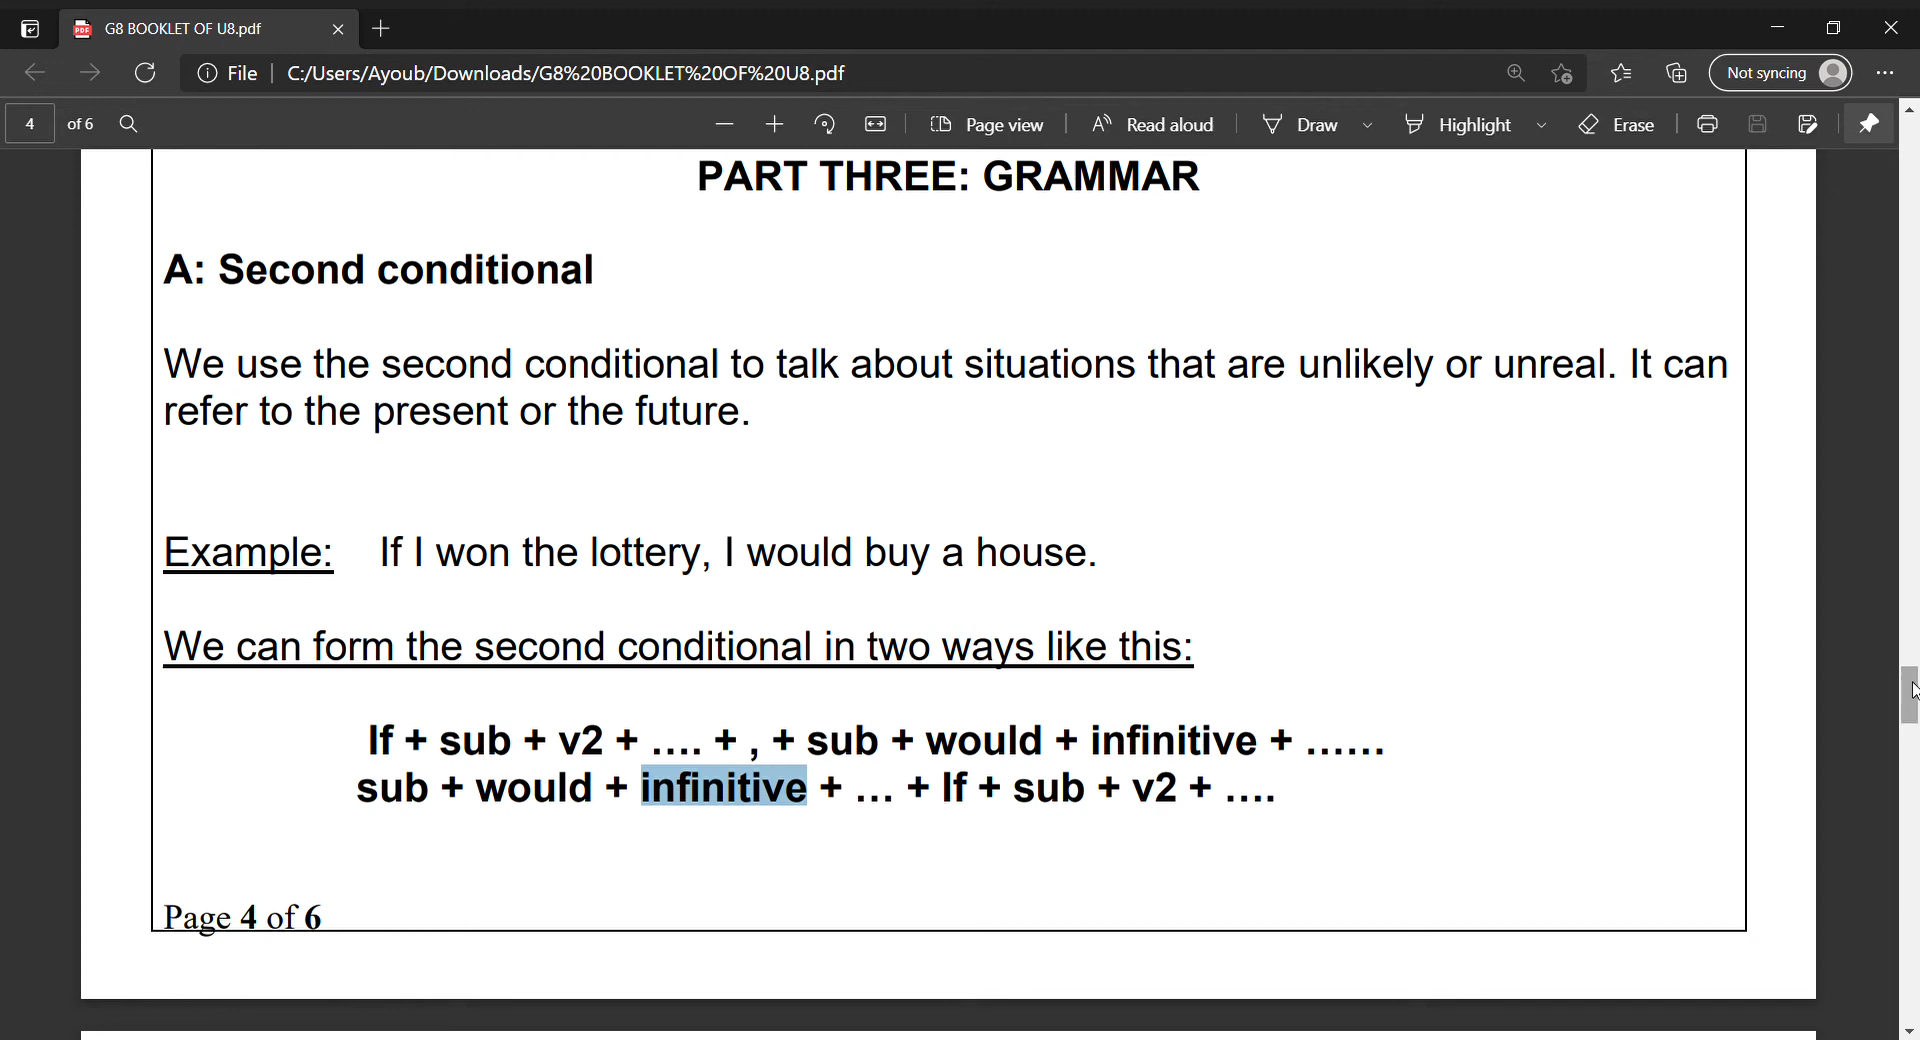 G8 BOOKLET OF U8.pdf
File | C:/Users/Ayoub/Downloads/G8%20BOOKLET%20OF%20U8.pdf
Not syncing
4 of 6
Page view
Read aloud
Draw
Highlight
Erase
PART THREE: GRAMMAR
A: Second conditional
We use the second conditional to talk about situations that are unlikely or unreal. It can
refer to the present or the future.
Example: If I won the lottery, I would buy a house.
We can form the second conditional in two ways like this:
If + sub + v2 + .... + , + sub + would + infinitive + ......
sub + would + infinitive + ... + If + sub + v2 + ....
Page 4 of 6